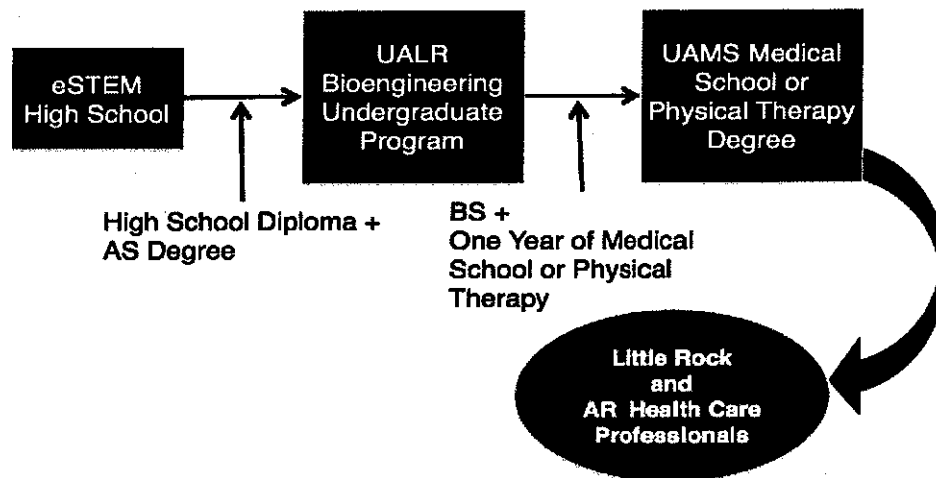 eSTEM
High School
UALR
Bioengineering
Undergraduate
Program
UAMS Medical
School or
Physical Therapy
Degree
High School Diploma +
AS Degree
BS +
One Year of Medical
School or Physical
Therapy
Little Rock
and
AR Health Care
Professionals